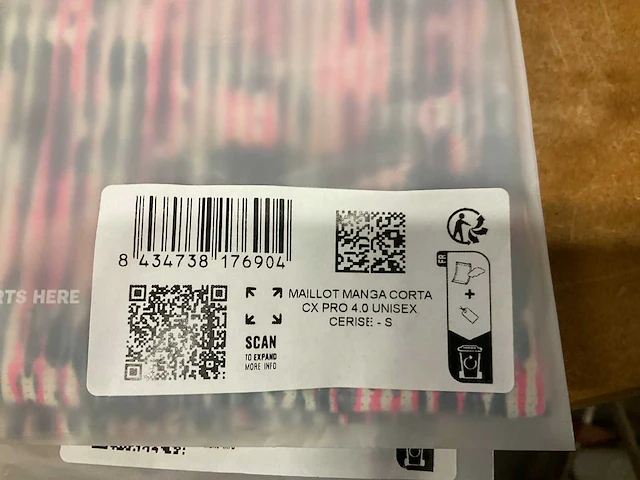 RTS HERE
8 434738 176904
MAILLOT MANGA CORTA
CX PRO 4.0 UNISEX
CERISE - S
SCAN
TO EXPAND
MORE INFO
FR
+